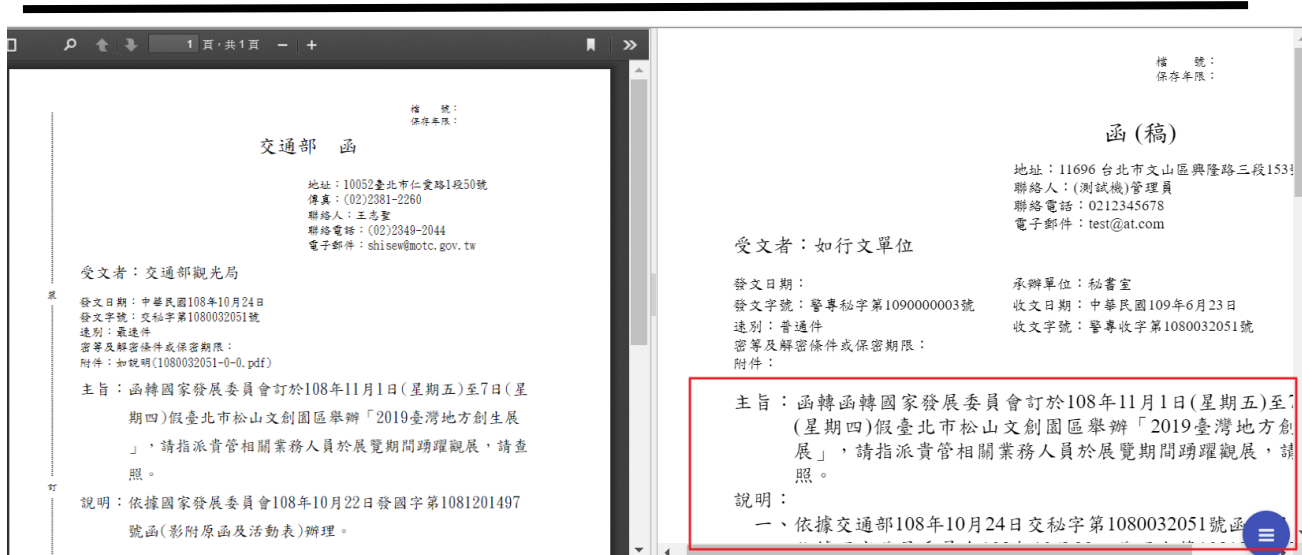 1 頁，共1頁
檔　號：
保存年限：
交通部　函
地址：10052臺北市仁愛路1段50號
傳真：(02)2381-2260
聯絡人：王志聖
聯絡電話：(02)2349-2044
電子郵件：shisew@motc.gov.tw
受文者：交通部觀光局
裝
發文日期：中華民國108年10月24日
發文字號：交秘字第1080032051號
速別：最速件
密等及解密條件或保密期限：
附件：如說明(1080032051-0-0.pdf)
主旨：函轉國家發展委員會訂於108年11月1日(星期五)至7日(星
期四)假臺北市松山文創園區舉辦「2019臺灣地方創生展
」，請指派貴管相關業務人員於展覽期間踴躍觀展，請查
照。
訂
說明：依據國家發展委員會108年10月22日發國字第1081201497
號函(影附原函及活動表)辦理。
檔　號：
保存年限：
函 (稿)
地址：11696 台北市文山區興隆路三段153
聯絡人：(測試機)管理員
聯絡電話：0212345678
電子郵件：test@at.com
受文者：如行文單位
發文日期：
承辦單位：秘書室
發文字號：警專秘字第1090000003號
收文日期：中華民國109年6月23日
速別：普通件
收文字號：警專收字第1080032051號
密等及解密條件或保密期限：
附件：
主旨：函轉函轉國家發展委員會訂於108年11月1日(星期五)至
(星期四)假臺北市松山文創園區舉辦「2019臺灣地方創
展」，請指派貴管相關業務人員於展覽期間踴躍觀展，請
照。
說明：
一、依據交通部108年10月24日交秘字第1080032051號函